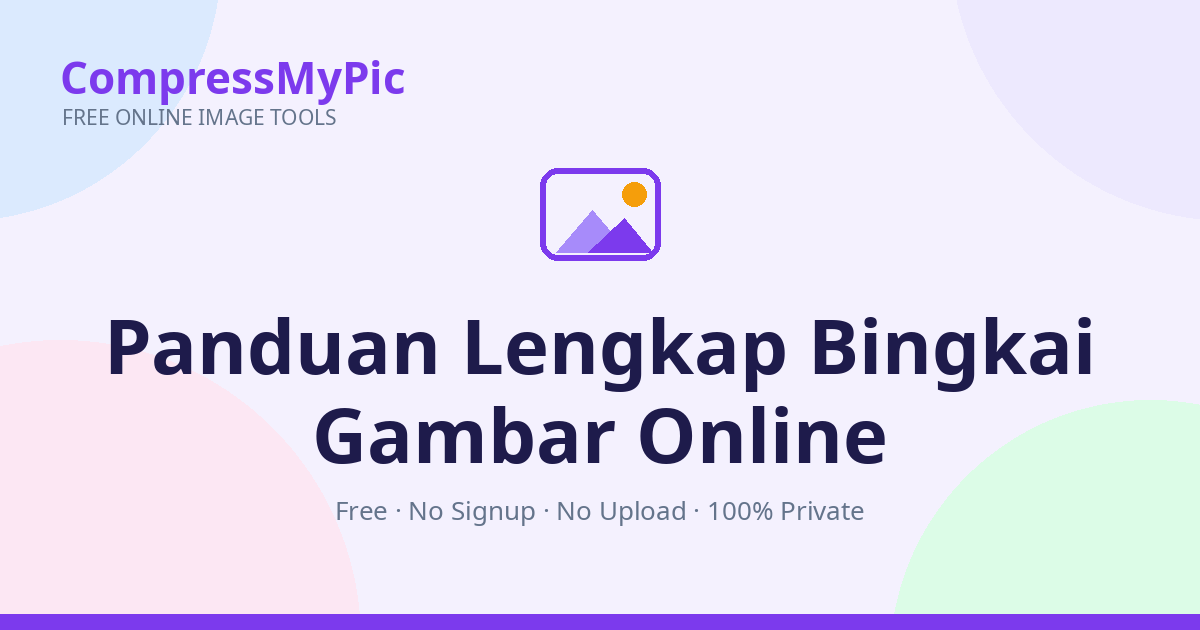 CompressMyPic
FREE ONLINE IMAGE TOOLS
Panduan Lengkap Bingkai
Gambar Online
Free · No Signup · No Upload · 100% Private